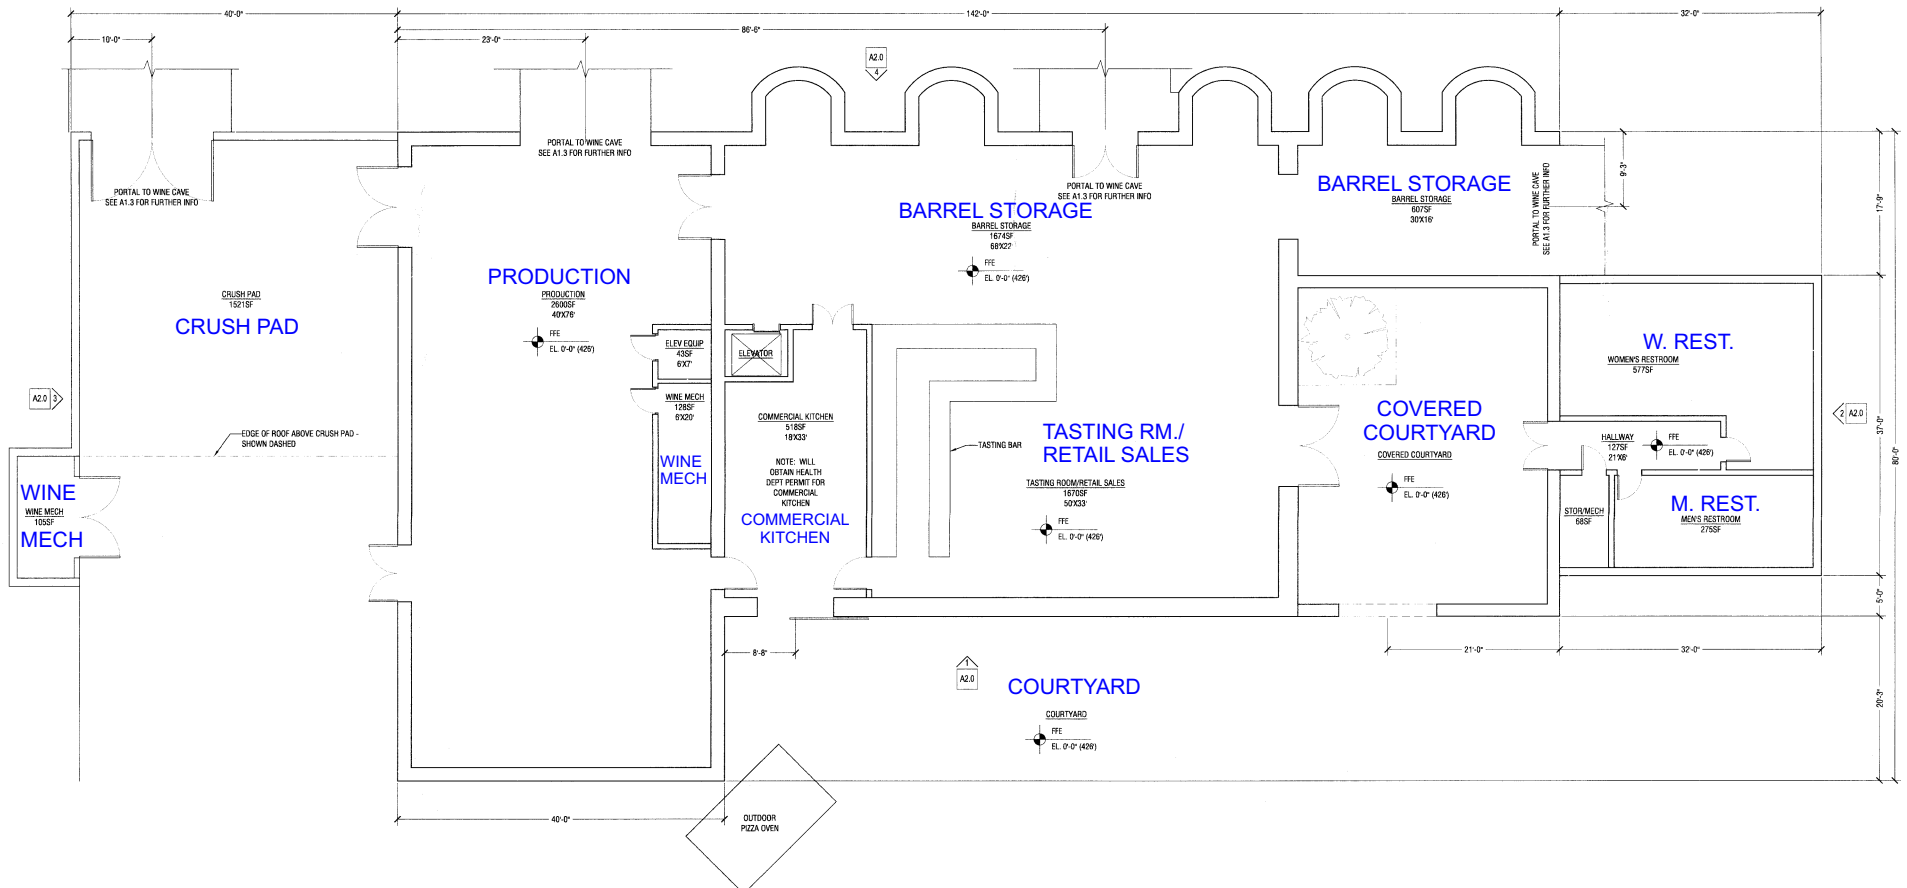 40'-0"
142'-0"
32'-0"
10'-0"
23'-0"
86'-6"
A2.0
4
PORTAL TO WINE CAVE
SEE A1.3 FOR FURTHER INFO
PORTAL TO WINE CAVE
SEE A1.3 FOR FURTHER INFO
PORTAL TO WINE CAVE
SEE A1.3 FOR FURTHER INFO
PORTAL TO WINE CAVE
SEE A1.3 FOR FURTHER INFO
9'-3"
17'-9"
BARREL STORAGE
BARREL STORAGE
607SF
30'X16'
BARREL STORAGE
BARREL STORAGE
1674SF
68'X22'
FFE
EL. 0'-0" (426')
PRODUCTION
PRODUCTION
2600SF
40'X76'
FFE
EL. 0'-0" (426')
CRUSH PAD
1521SF
CRUSH PAD
ELEV EQUIP
43SF
6'X7'
ELEVATOR
WINE MECH
128SF
6'X20'
WINE
MECH
COMMERCIAL KITCHEN
518SF
18'X33'
NOTE: WILL
OBTAIN HEALTH
DEPT PERMIT FOR
COMMERCIAL
KITCHEN
COMMERCIAL
KITCHEN
TASTING BAR
TASTING RM./
RETAIL SALES
TASTING ROOM/RETAIL SALES
1670SF
50'X33'
FFE
EL. 0'-0" (426')
COVERED
COURTYARD
COVERED COURTYARD
FFE
EL. 0'-0" (426')
W. REST.
WOMEN'S RESTROOM
577SF
HALLWAY
127SF
21'X6'
FFE
EL. 0'-0" (426')
STOR/MECH
68SF
M. REST.
MEN'S RESTROOM
275SF
A2.0 3
2 A2.0
EDGE OF ROOF ABOVE CRUSH PAD -
SHOWN DASHED
WINE
WINE MECH
105SF
MECH
37'-0"
80'-0"
5'-0"
20'-3"
8'-8"
21'-0"
32'-0"
1
A2.0
COURTYARD
COURTYARD
FFE
EL. 0'-0" (426')
40'-0"
OUTDOOR
PIZZA OVEN